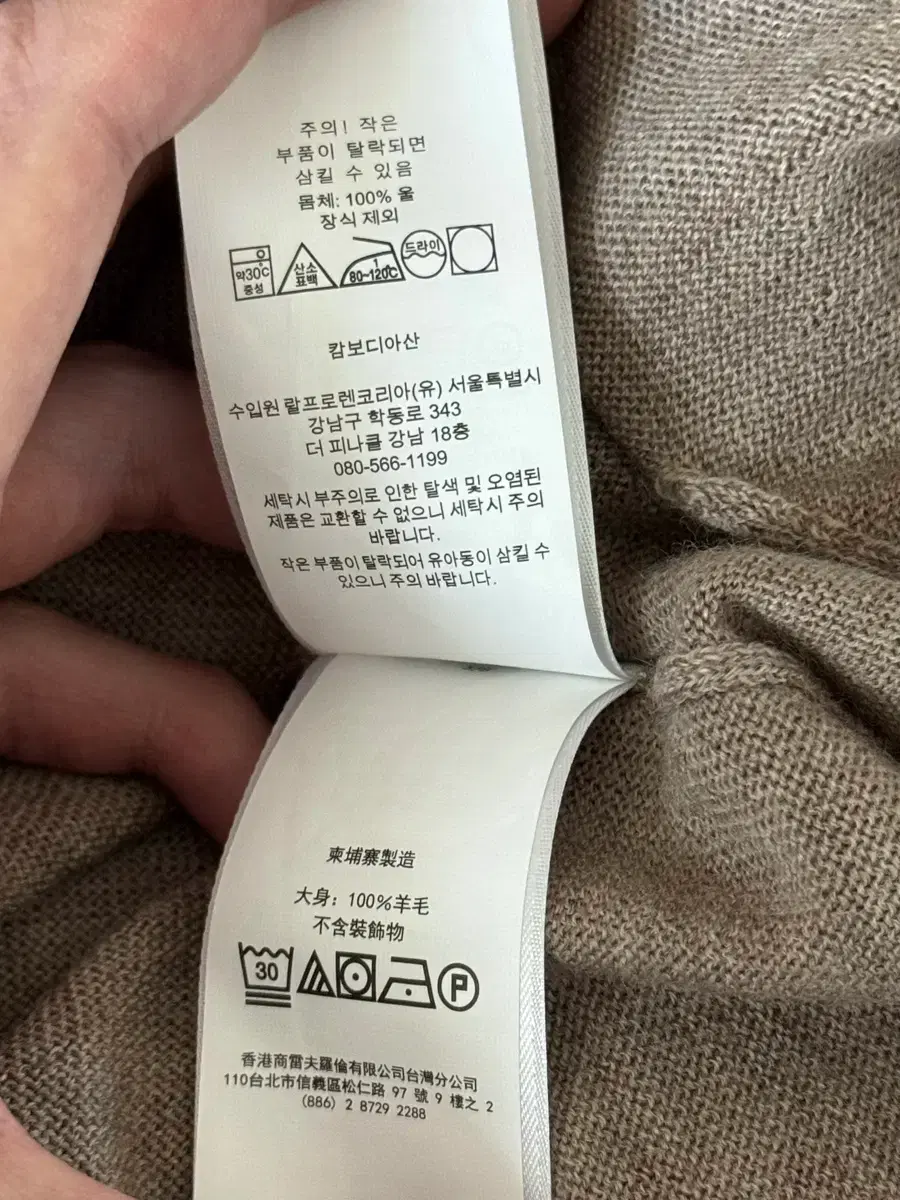 주의! 작은
부품이 탈락되면
삼킬 수 있음
몸체: 100% 울
장식 제외
약30℃
중성
산소
표백
1
80~120℃
드라이
캄보디아산
수입원 랄프로렌코리아(유) 서울특별시
강남구 학동로 343
더 피나클 강남 18층
080-566-1199
세탁시 부주의로 인한 탈색 및 오염된
제품은 교환할 수 없으니 세탁시 주의
바랍니다.
작은 부품이 탈락되어 유아동이 삼킬 수
있으니 주의 바랍니다.
柬埔寨製造
大身: 100%羊毛
不含裝飾物
30
P
香港商雷夫羅倫有限公司台灣分公司
110台北市信義區松仁路 97 號 9 樓之 2
(886) 2 8729 2288